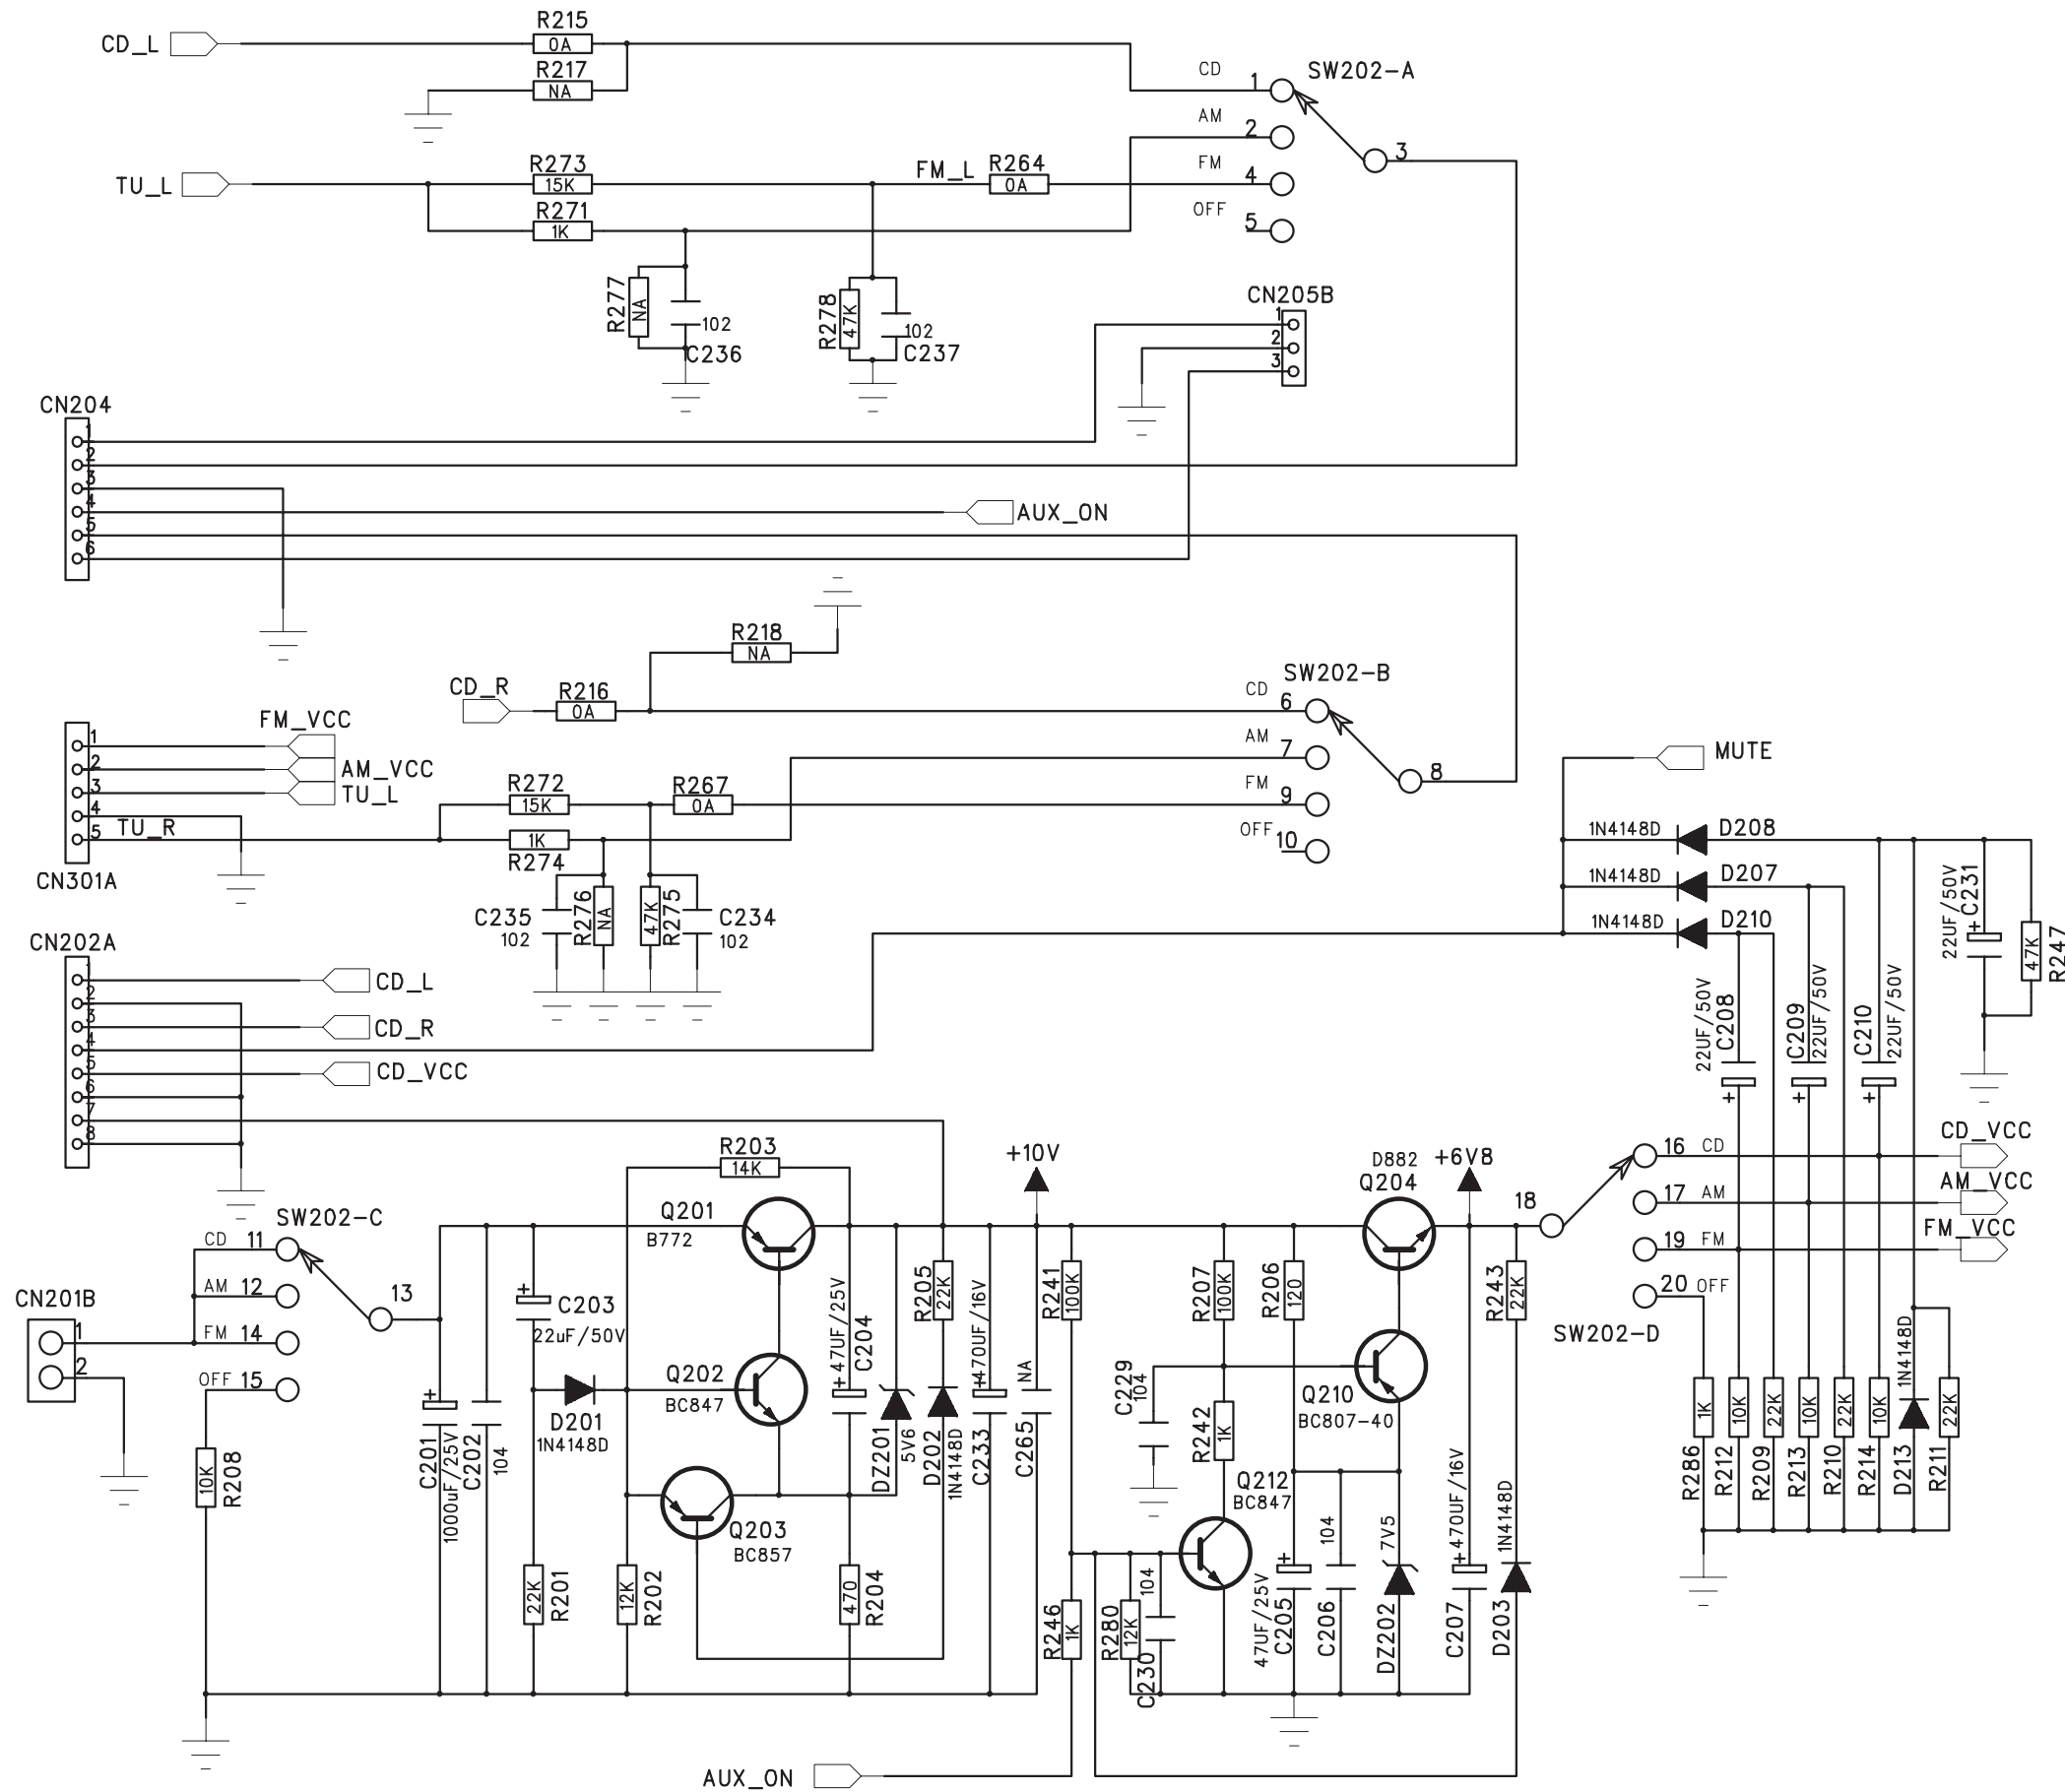 R215
CD_L
0A
R217
NA
CD
1
SW202-A
AM
2
3
R273
TU_L
15K
FM_L
R264
0A
FM
4
R271
1K
OFF
5
R277
NA
102
C236
R278
47K
102
C237
CN205B
1
2
3
CN204
1
2
3
4
5
6
AUX_ON
R218
NA
SW202-B
CD_R
R216
0A
CD
6
FM_VCC
AM
7
8
MUTE
1
2
3
4
5
AM_VCC
TU_L
TU_R
CN301A
R272
15K
R267
0A
FM
9
1K
R274
OFF
10
1N4148D
D208
1N4148D
D207
1N4148D
D210
C235
102
R276
NA
47K
R275
C234
102
22UF/50V
C231
+
47K
R247
CN202A
1
2
3
4
5
6
7
8
CD_L
CD_R
CD_VCC
22UF/50V
C208
+
C209
22UF/50V
+
C210
22UF/50V
+
R203
14K
+10V
D882
Q204
+6V8
16
CD
CD_VCC
17
AM
AM_VCC
18
19
FM
FM_VCC
20
OFF
SW202-D
SW202-C
CD
11
AM
12
13
FM
14
OFF
15
CN201B
1
2
Q201
B772
+
C203
22uF/50V
Q202
BC847
D201
1N4148D
+
47UF/25V
C204
R205
22K
+
470UF/16V
C233
NA
C265
R241
100K
R207
100K
R206
120
R243
22K
C229
104
Q210
BC807-40
R242
1K
Q212
BC847
+
C201
1000uF/25V
C202
104
DZ201
5V6
D202
1N4148D
10K
R208
Q203
BC857
22K
R201
12K
R202
470
R204
R246
1K
R280
12K
104
C230
+
47UF/25V
C205
104
C206
7V5
DZ202
+
470UF/16V
C207
1N4148D
D203
1K
R286
10K
R212
22K
R209
10K
R213
22K
R210
10K
R214
1N4148D
D213
22K
R211
AUX_ON